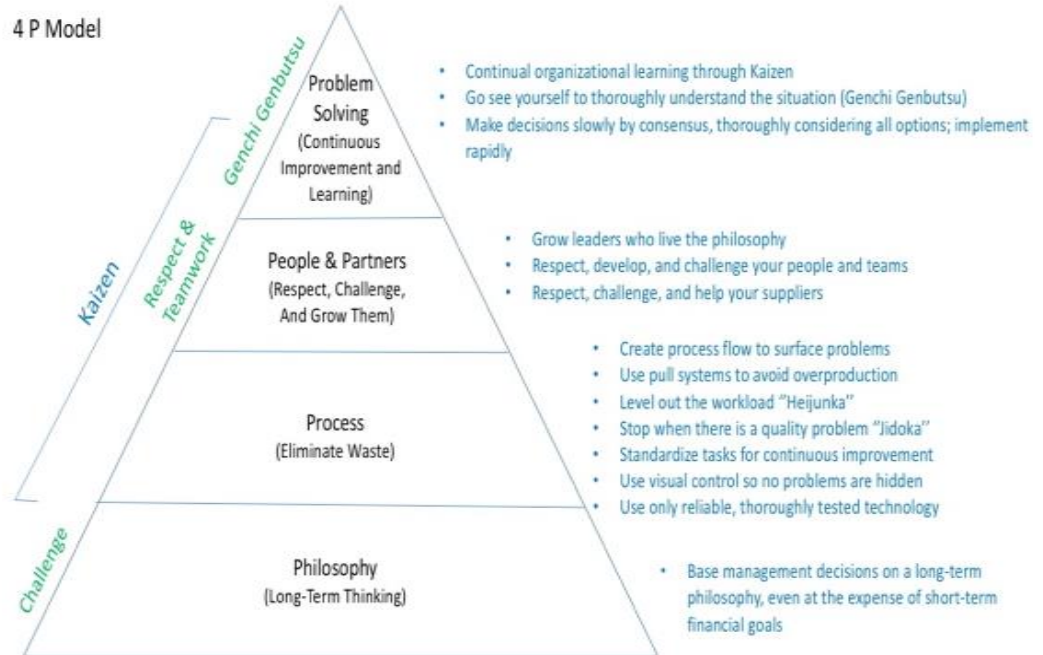 4 P Model
Genchi Genbutsu
Problem
Solving
(Continuous
Improvement and
Learning)
• Continual organizational learning through Kaizen
• Go see yourself to thoroughly understand the situation (Genchi Genbutsu)
• Make decisions slowly by consensus, thoroughly considering all options; implement
rapidly
Kaizen
Respect &
Teamwork
People & Partners
(Respect, Challenge,
And Grow Them)
• Grow leaders who live the philosophy
• Respect, develop, and challenge your people and teams
• Respect, challenge, and help your suppliers
Process
(Eliminate Waste)
• Create process flow to surface problems
• Use pull systems to avoid overproduction
• Level out the workload “Heijunka”
• Stop when there is a quality problem “Jidoka”
• Standardize tasks for continuous improvement
• Use visual control so no problems are hidden
• Use only reliable, thoroughly tested technology
Challenge
Philosophy
(Long-Term Thinking)
• Base management decisions on a long-term
philosophy, even at the expense of short-term
financial goals